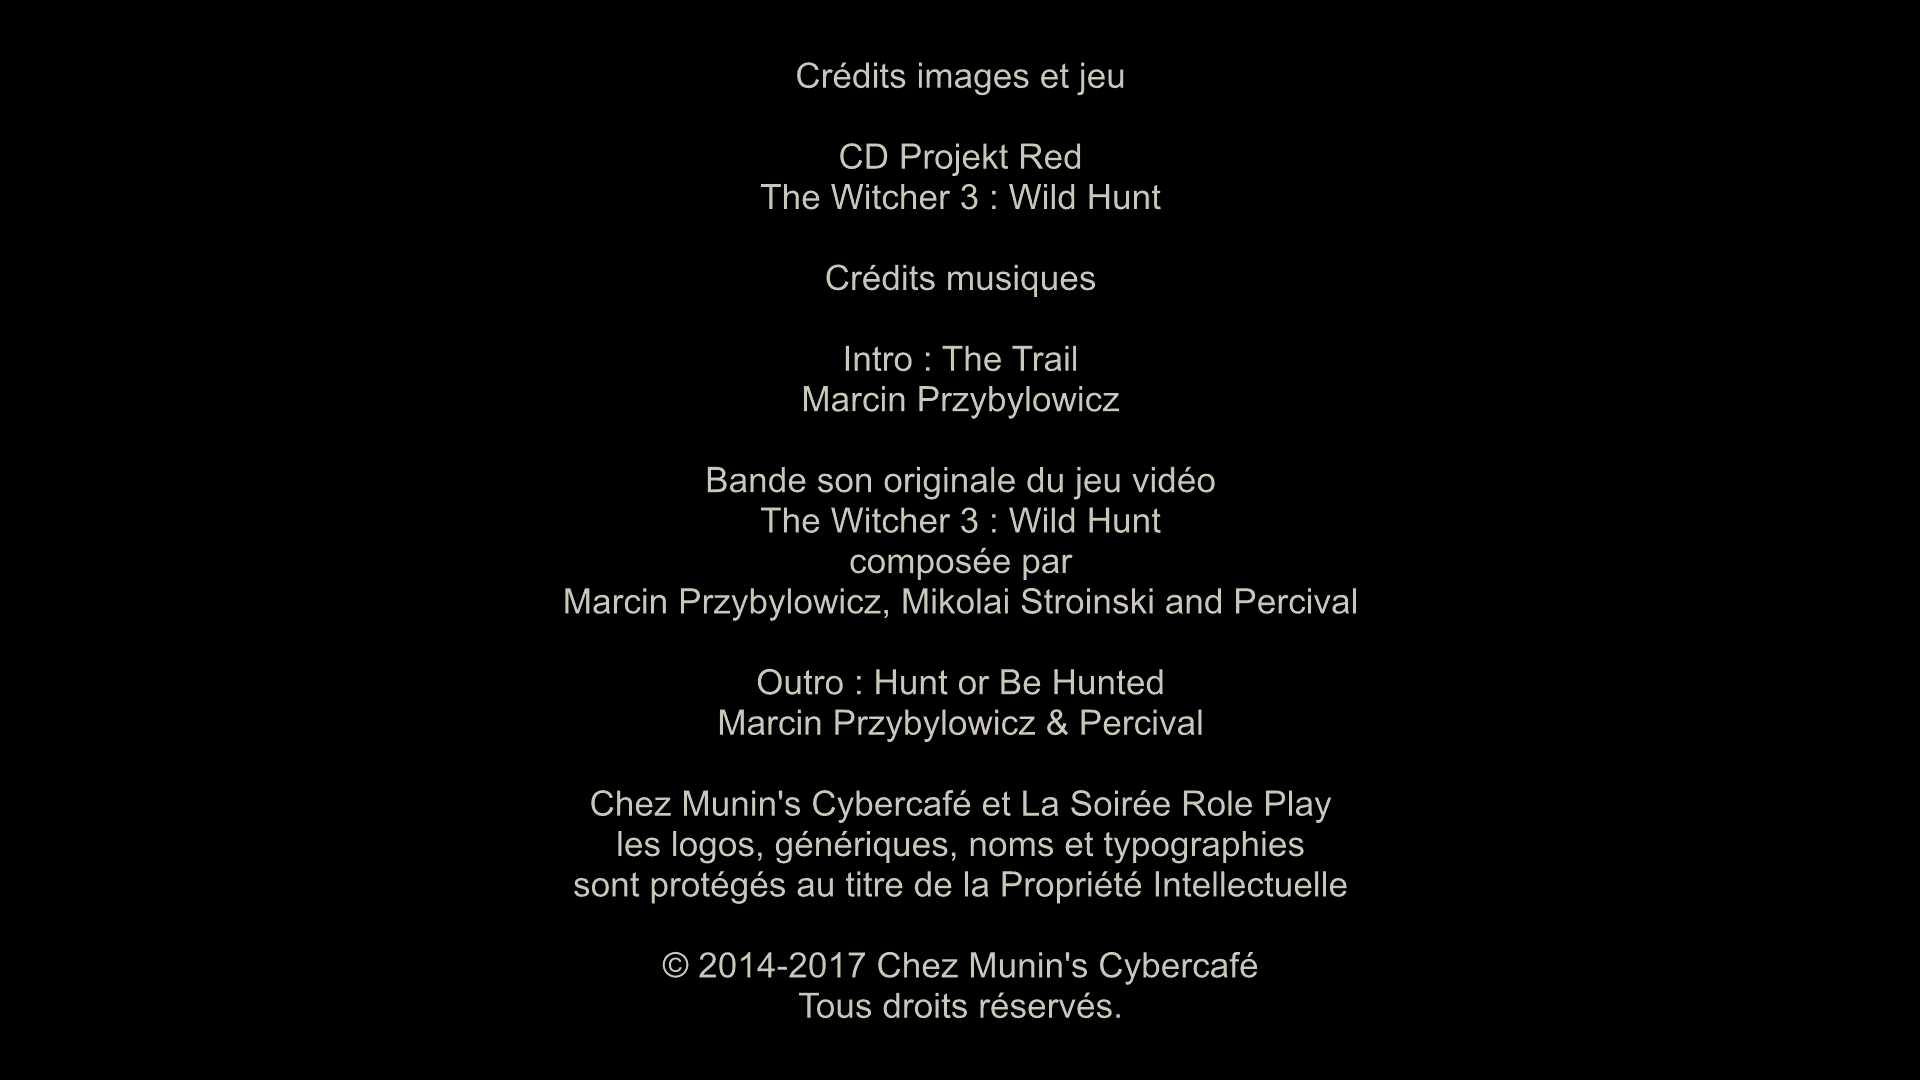 Crédits images et jeu
CD Projekt Red
The Witcher 3 : Wild Hunt
Crédits musiques
Intro : The Trail
Marcin Przybylowicz
Bande son originale du jeu vidéo
The Witcher 3 : Wild Hunt
composée par
Marcin Przybylowicz, Mikolai Stroinski and Percival
Outro : Hunt or Be Hunted
Marcin Przybylowicz & Percival
Chez Munin's Cybercafé et La Soirée Role Play
les logos, génériques, noms et typographies
sont protégés au titre de la Propriété Intellectuelle
© 2014-2017 Chez Munin's Cybercafé
Tous droits réservés.